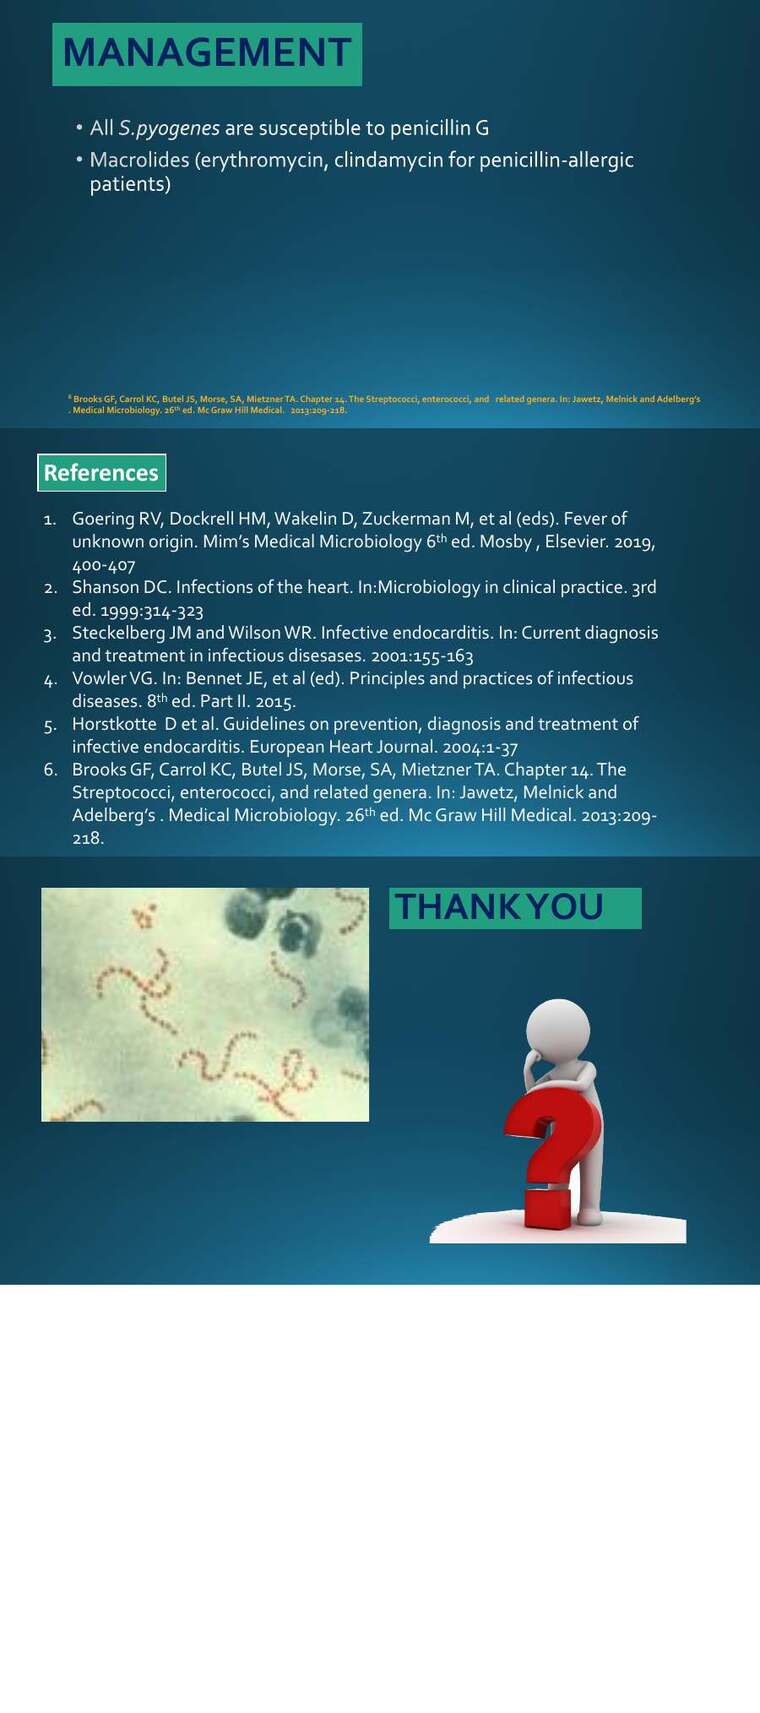 MANAGEMENT
• All S.pyogenes are susceptible to penicillin G
• Macrolides (erythromycin, clindamycin for penicillin-allergic
patients)
6 Brooks GF, Carrol KC, Butel JS, Morse, SA, Mietzner TA. Chapter 14. The Streptococci, enterococci, and related genera. In: Jawetz, Melnick and Adelberg's
. Medical Microbiology. 26th ed. Mc Graw Hill Medical. 2013:209-218.
References
1. Goering RV, Dockrell HM, Wakelin D, Zuckerman M, et al (eds). Fever of
unknown origin. Mim's Medical Microbiology 6th ed. Mosby , Elsevier. 2019,
400-407
2. Shanson DC. Infections of the heart. In:Microbiology in clinical practice. 3rd
ed. 1999:314-323
3. Steckelberg JM and Wilson WR. Infective endocarditis. In: Current diagnosis
and treatment in infectious disesases. 2001:155-163
4. Vowler VG. In: Bennet JE, et al (ed). Principles and practices of infectious
diseases. 8th ed. Part II. 2015.
5. Horstkotte D et al. Guidelines on prevention, diagnosis and treatment of
infective endocarditis. European Heart Journal. 2004:1-37
6. Brooks GF, Carrol KC, Butel JS, Morse, SA, Mietzner TA. Chapter 14. The
Streptococci, enterococci, and related genera. In: Jawetz, Melnick and
Adelberg's . Medical Microbiology. 26th ed. Mc Graw Hill Medical. 2013:209-
218.
THANK YOU